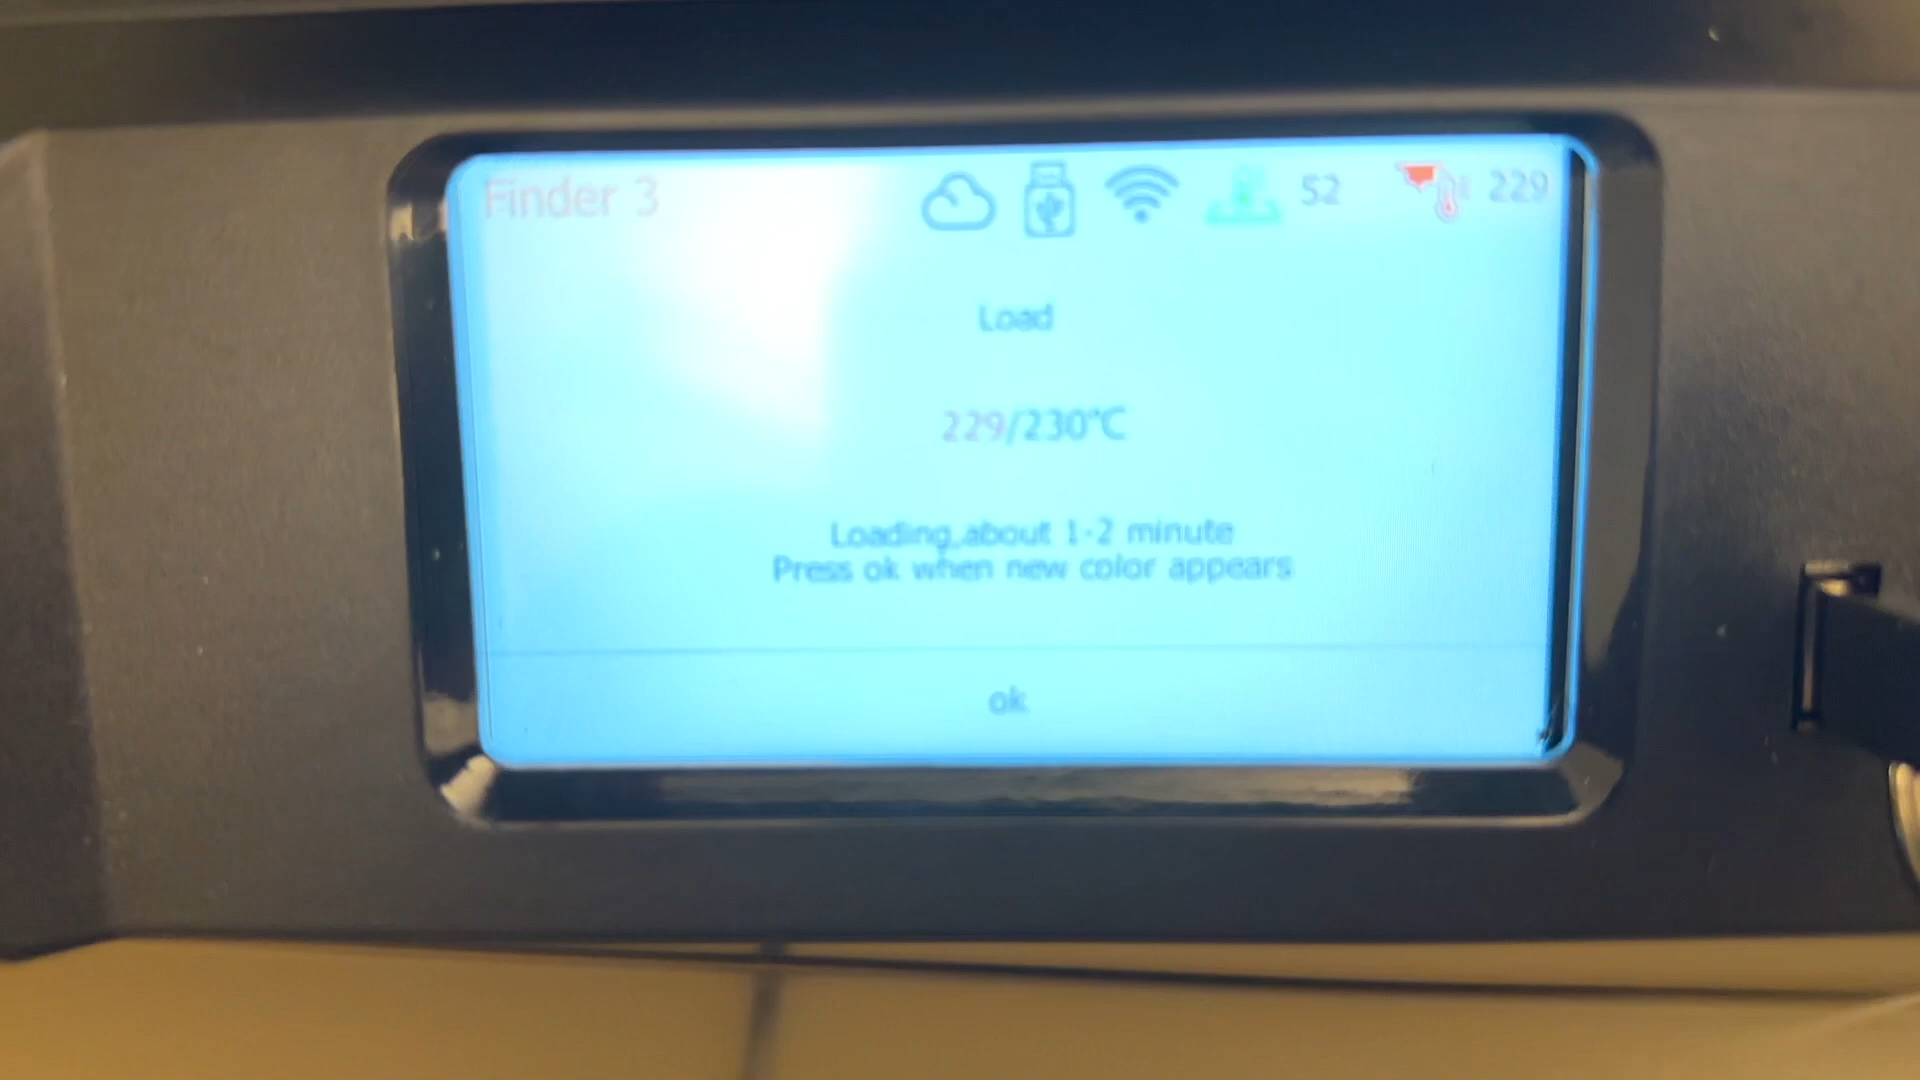 Finder 3
52
229
Load
229/230℃
Loading,about 1-2 minute
Press ok when new color appears
ok